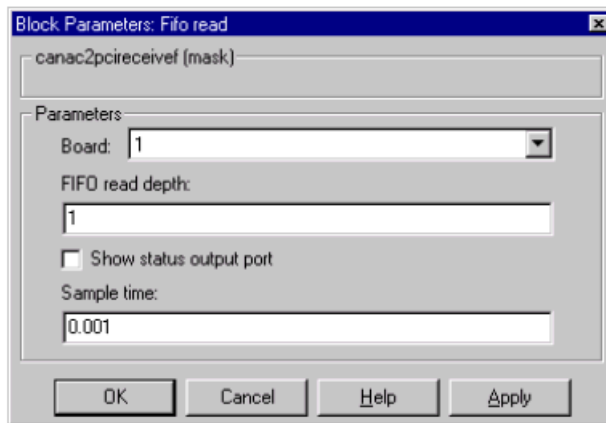 Block Parameters: Fifo read
canac2pcireceivef (mask)
Parameters
Board: 1
FIFO read depth:
1
Show status output port
Sample time:
0.001
OK Cancel Help Apply